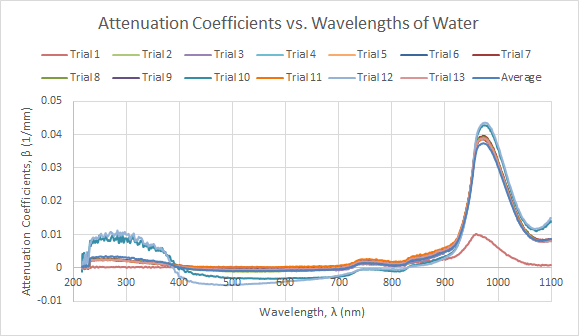 Attenuation Coefficients vs. Wavelengths of Water
Trial 1 Trial 2 Trial 3 Trial 4 Trial 5 Trial 6 Trial 7
Trial 8 Trial 9 Trial 10 Trial 11 Trial 12 Trial 13 Average
Attenuation Coefficients, β (1/mm)
0.05
0.04
0.03
0.02
0.01
0
-0.01
200 300 400 500 600 700 800 900 1000 1100
Wavelength, λ (nm)